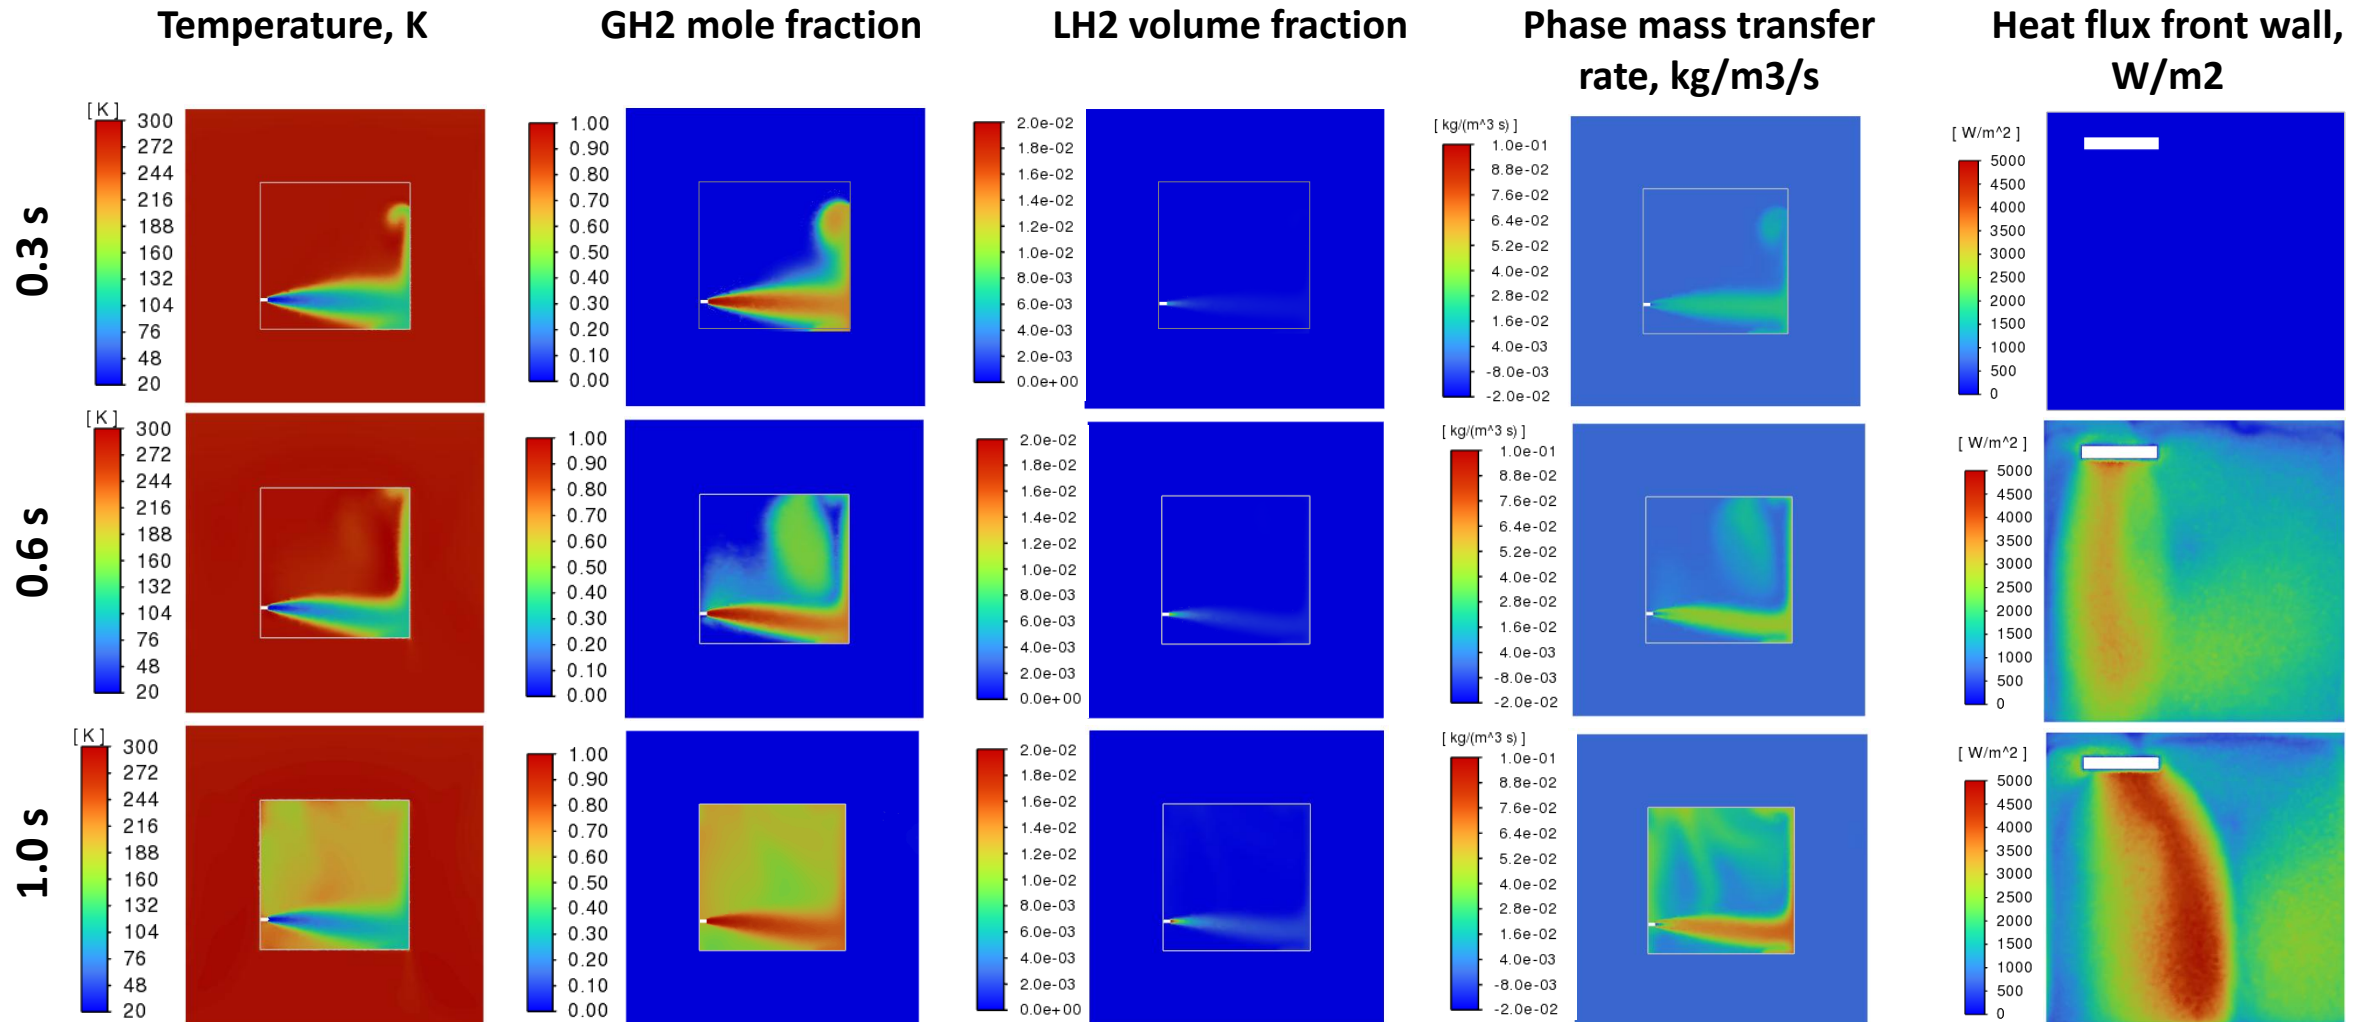 Temperature, K
GH2 mole fraction
LH2 volume fraction
Phase mass transfer
rate, kg/m3/s
Heat flux front wall,
W/m2
0.3 s
[ K ]
300
272
244
216
188
160
132
104
76
48
20
1.00
0.90
0.80
0.70
0.60
0.50
0.40
0.30
0.20
0.10
0.00
2.0e-02
1.8e-02
1.6e-02
1.4e-02
1.2e-02
1.0e-02
8.0e-03
6.0e-03
4.0e-03
2.0e-03
0.0e+00
[ kg/(m^3 s) ]
1.0e-01
8.8e-02
7.6e-02
6.4e-02
5.2e-02
4.0e-02
2.8e-02
1.6e-02
4.0e-03
-8.0e-03
-2.0e-02
[ W/m^2 ]
5000
4500
4000
3500
3000
2500
2000
1500
1000
500
0
0.6 s
[ K ]
300
272
244
216
188
160
132
104
76
48
20
1.00
0.90
0.80
0.70
0.60
0.50
0.40
0.30
0.20
0.10
0.00
2.0e-02
1.8e-02
1.6e-02
1.4e-02
1.2e-02
1.0e-02
8.0e-03
6.0e-03
4.0e-03
2.0e-03
0.0e+00
[ kg/(m^3 s) ]
1.0e-01
8.8e-02
7.6e-02
6.4e-02
5.2e-02
4.0e-02
2.8e-02
1.6e-02
4.0e-03
-8.0e-03
-2.0e-02
[ W/m^2 ]
5000
4500
4000
3500
3000
2500
2000
1500
1000
500
0
1.0 s
[ K ]
300
272
244
216
188
160
132
104
76
48
20
1.00
0.90
0.80
0.70
0.60
0.50
0.40
0.30
0.20
0.10
0.00
2.0e-02
1.8e-02
1.6e-02
1.4e-02
1.2e-02
1.0e-02
8.0e-03
6.0e-03
4.0e-03
2.0e-03
0.0e+00
[ kg/(m^3 s) ]
1.0e-01
8.8e-02
7.6e-02
6.4e-02
5.2e-02
4.0e-02
2.8e-02
1.6e-02
4.0e-03
-8.0e-03
-2.0e-02
[ W/m^2 ]
5000
4500
4000
3500
3000
2500
2000
1500
1000
500
0